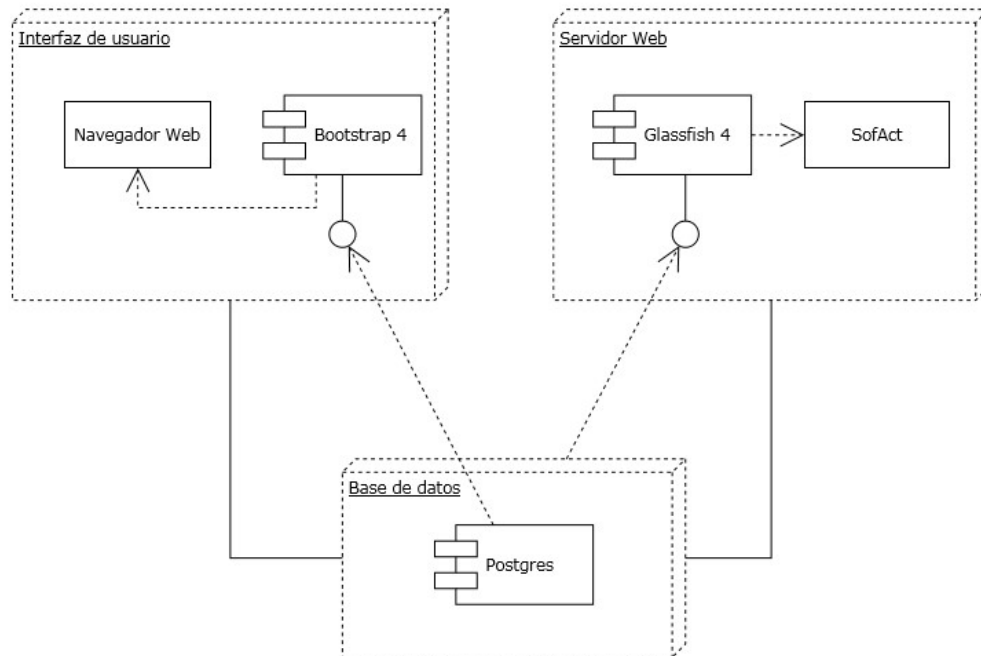 Interfaz de usuario
Navegador Web
Bootstrap 4
Servidor Web
Glassfish 4
SofAct
Base de datos
Postgres